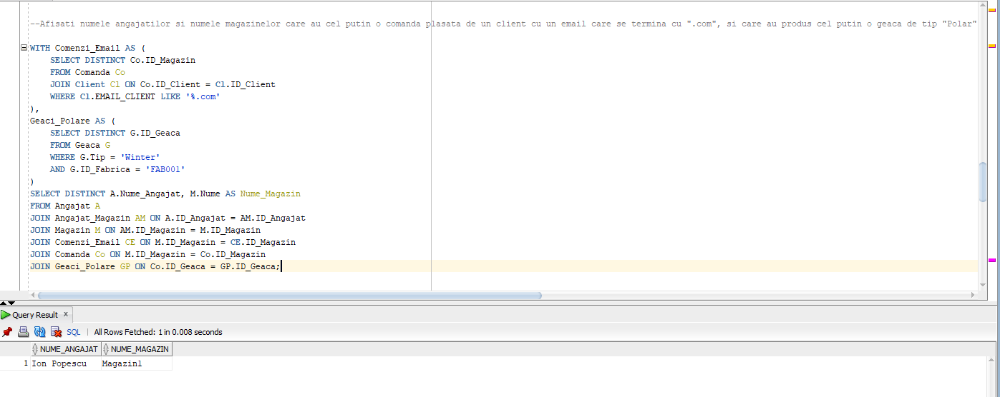 --Afisati numele angajatilor si numele magazinelor care au cel putin o comanda plasata de un client cu un email care se termina cu ".com", si care au produs cel putin o geaca de tip "Polar"
WITH Comenzi_Email AS (
    SELECT DISTINCT Co.ID_Magazin
    FROM Comanda Co
    JOIN Client Cl ON Co.ID_Client = Cl.ID_Client
    WHERE Cl.EMAIL_CLIENT LIKE '%.com'
),
Geaci_Polare AS (
    SELECT DISTINCT G.ID_Geaca
    FROM Geaca G
    WHERE G.Tip = 'Winter'
    AND G.ID_Fabrica = 'FAB001'
)
SELECT DISTINCT A.Nume_Angajat, M.Nume AS Nume_Magazin
FROM Angajat A
JOIN Angajat_Magazin AM ON A.ID_Angajat = AM.ID_Angajat
JOIN Magazin M ON AM.ID_Magazin = M.ID_Magazin
JOIN Comenzi_Email CE ON M.ID_Magazin = CE.ID_Magazin
JOIN Comanda Co ON M.ID_Magazin = Co.ID_Magazin
JOIN Geaci_Polare GP ON Co.ID_Geaca = GP.ID_Geaca;
Query Result x
SQL | All Rows Fetched: 1 in 0.008 seconds
NUME_ANGAJAT NUME_MAGAZIN
1 Ion Popescu Magazin1